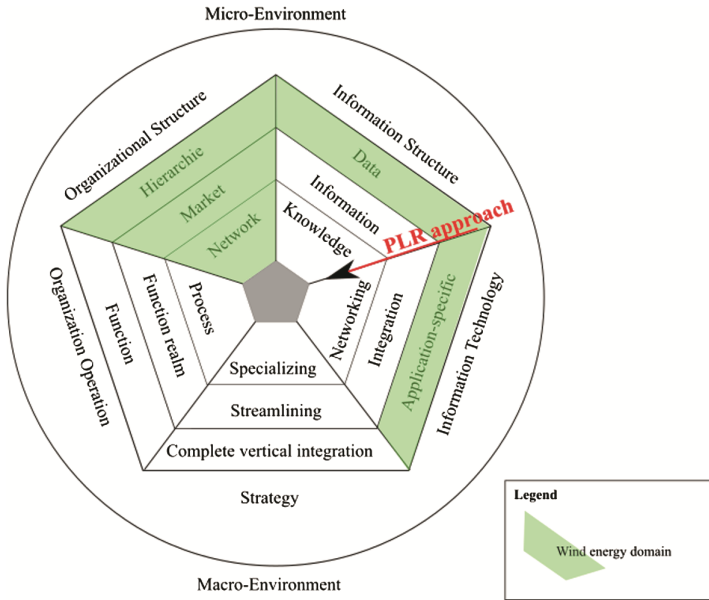 Micro-Environment
Organizational Structure
Information Structure
Hierarchie
Market
Network
Data
Information
Knowledge
PLR approach
Organization Operation
Function
Function realm
Process
Networking
Integration
Application-specific
Information Technology
Specializing
Streamlining
Complete vertical integration
Strategy
Macro-Environment
Legend
Wind energy domain